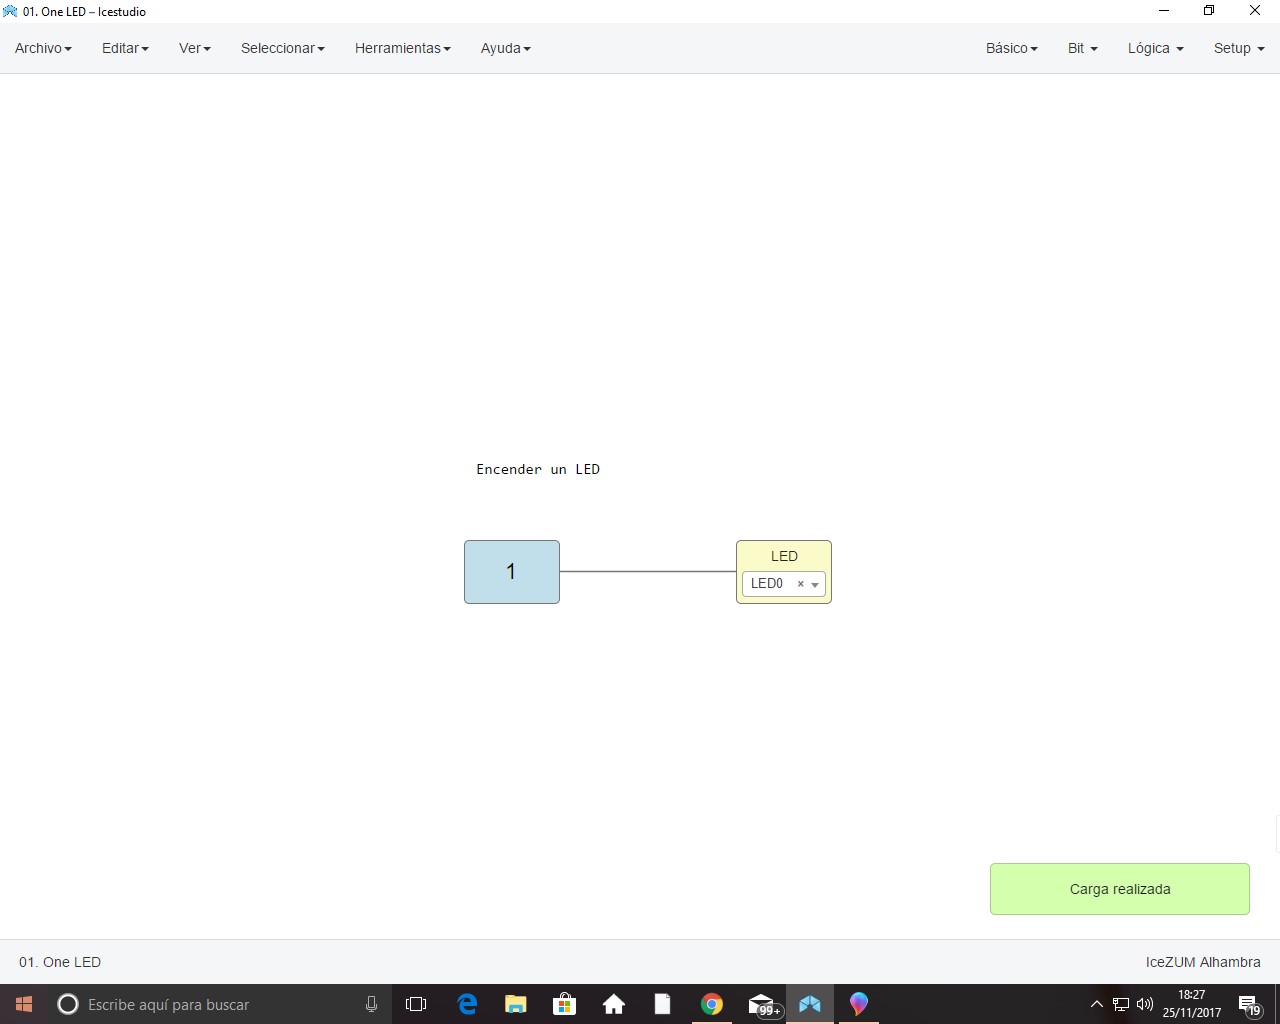 01. One LED – Icestudio
Archivo Editar Ver Seleccionar Herramientas Ayuda Básico Bit Lógica Setup
Encender un LED
1
LED
LED0 ×
Carga realizada
01. One LED IceZUM Alhambra
Escribe aquí para buscar
99+
18:27
25/11/2017
19